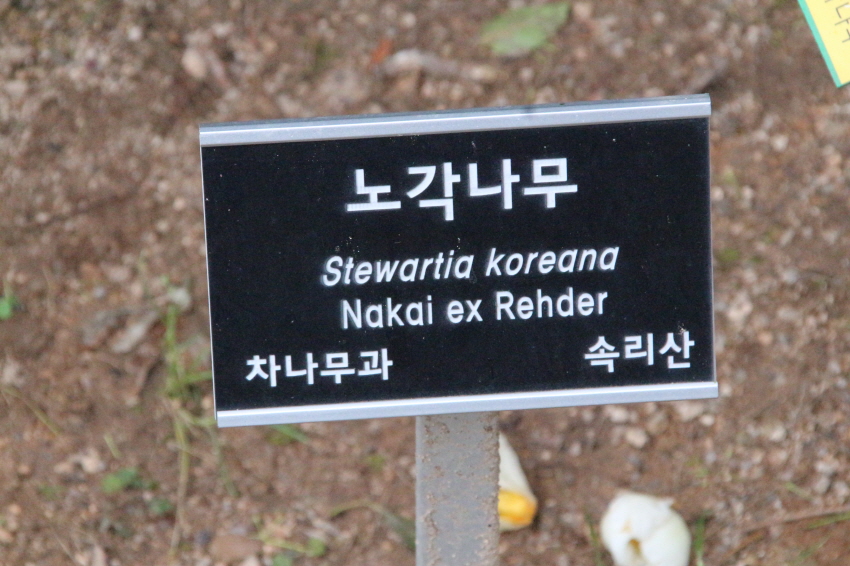 노각나무
Stewartia koreana
Nakai ex Rehder
차나무과 속리산